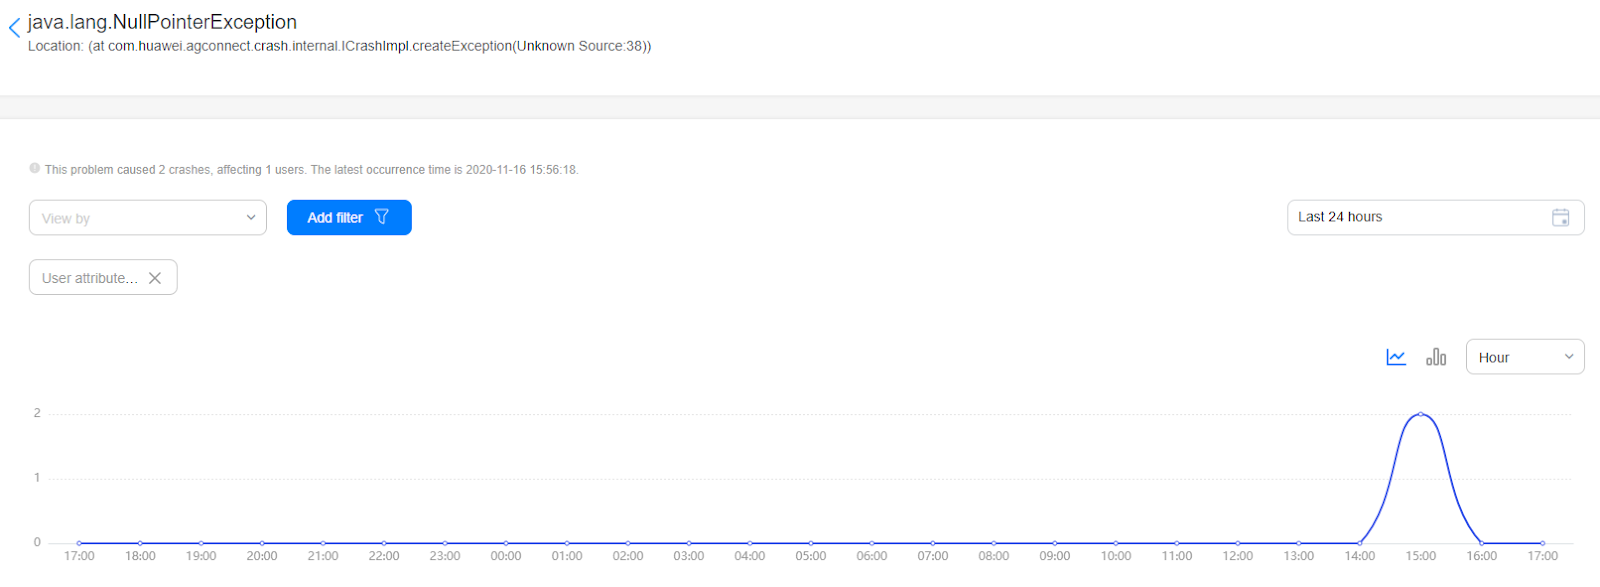 java.lang.NullPointerException
Location: (at com.huawei.agconnect.crash.internal.ICrashImpl.createException(Unknown Source:38))
This problem caused 2 crashes, affecting 1 users. The latest occurrence time is 2020-11-16 15:56:18.
View by
Add filter
Last 24 hours
User attribute...
Hour
2
1
0
17:00 18:00 19:00 20:00 21:00 22:00 23:00 00:00 01:00 02:00 03:00 04:00 05:00 06:00 07:00 08:00 09:00 10:00 11:00 12:00 13:00 14:00 15:00 16:00 17:00